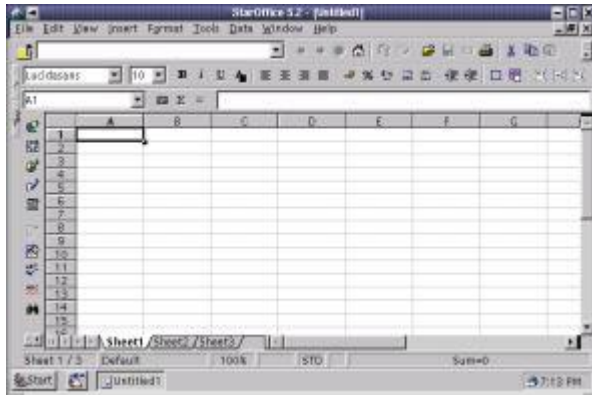 StarOffice 5.2 - [Untitled1]
File Edit View Insert Format Tools Data Window Help
Lucidasans 10 B i U A
A1 Σ =
A B C D E F G
1
2
3
4
5
6
7
8
9
10
11
12
13
14
15
Sheet1 Sheet2 Sheet3
Sheet 1 / 3 Default 100% STD Sum=0
Start Untitled1 7:13 PM